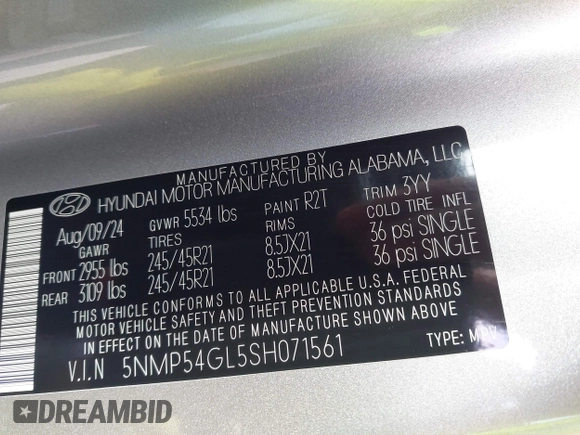 MANUFACTURED BY
HYUNDAI MOTOR MANUFACTURING ALABAMA, LLC
Aug/09/24 GVWR 5534 lbs PAINT R2T TRIM 3YY
GAWR TIRES RIMS COLD TIRE INFL
FRONT 2955 lbs 245/45R21 8.5JX21 36 psi SINGLE
REAR 3109 lbs 245/45R21 8.5JX21 36 psi SINGLE
THIS VEHICLE CONFORMS TO ALL APPLICABLE U.S.A. FEDERAL
MOTOR VEHICLE SAFETY AND THEFT PREVENTION STANDARDS
IN EFFECT ON THE DATE OF MANUFACTURE SHOWN ABOVE
V.I.N 5NMP54GL5SH071561 TYPE:
DREAMBID